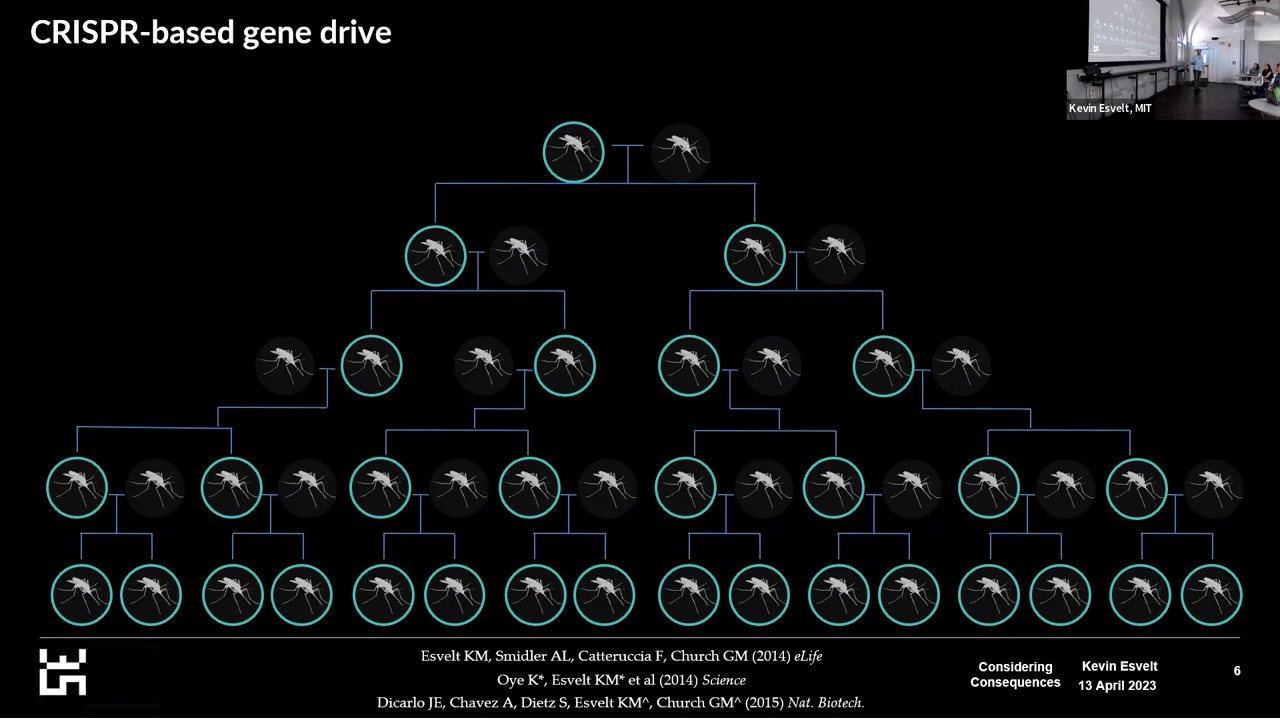 CRISPR-based gene drive
Kevin Esvelt, MIT
Esvelt KM, Smidler AL, Catteruccia F, Church GM (2014) eLife
Oye K*, Esvelt KM* et al (2014) Science
Dicarlo JE, Chavez A, Dietz S, Esvelt KM^, Church GM^ (2015) Nat. Biotech.
Considering
Consequences
Kevin Esvelt
13 April 2023
6